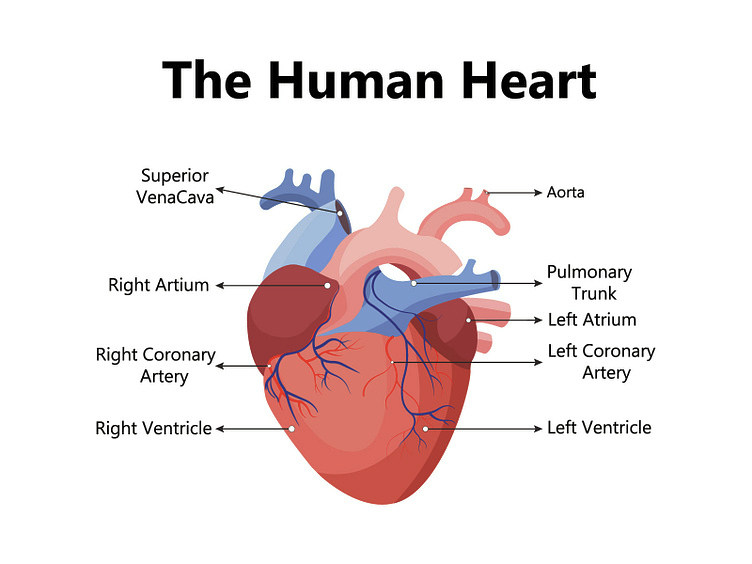 The Human Heart
Superior
VenaCava
Right Artium
Right Coronary
Artery
Right Ventricle
Aorta
Pulmonary
Trunk
Left Atrium
Left Coronary
Artery
Left Ventricle